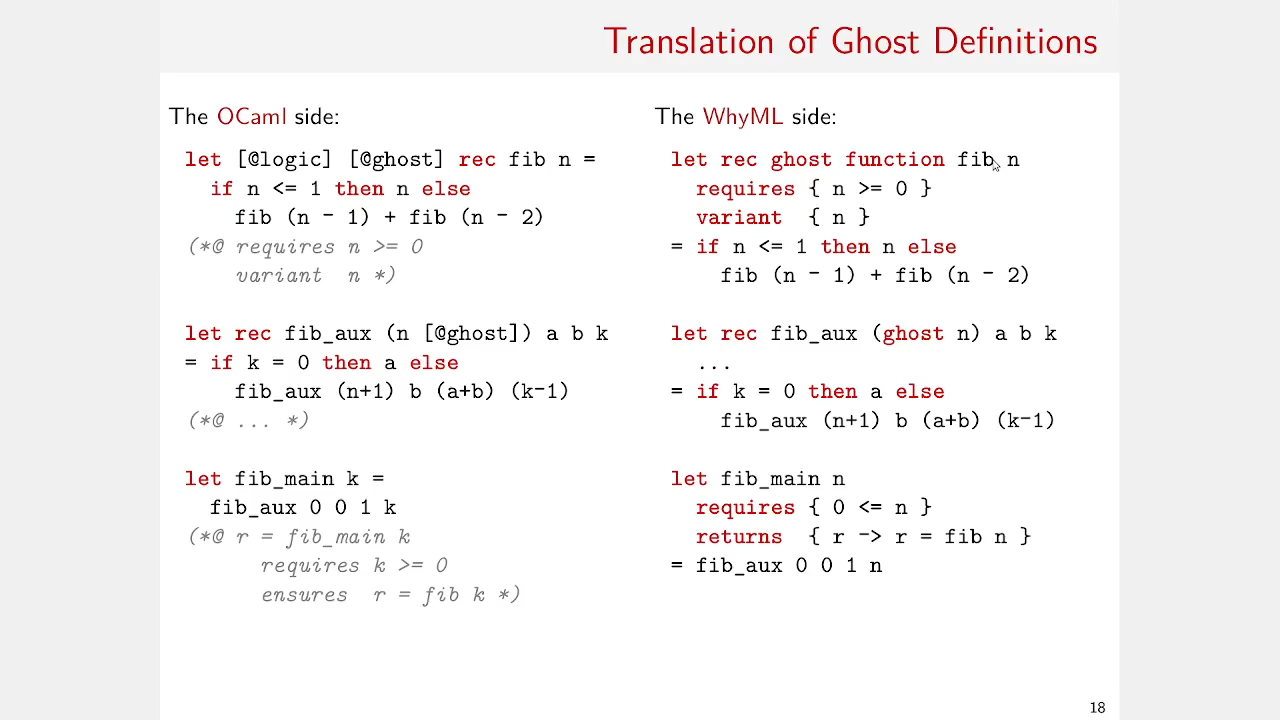 Translation of Ghost Definitions
The OCaml side:
let [@logic] [@ghost] rec fib n =
if n <= 1 then n else
fib (n - 1) + fib (n - 2)
(*@ requires n >= 0
variant n *)
let rec fib_aux (n [@ghost]) a b k
= if k = 0 then a else
fib_aux (n+1) b (a+b) (k-1)
(*@ ... *)
let fib_main k =
fib_aux 0 0 1 k
(*@ r = fib_main k
requires k >= 0
ensures r = fib k *)
The WhyML side:
let rec ghost function fib n
requires { n >= 0 }
variant { n }
= if n <= 1 then n else
fib (n - 1) + fib (n - 2)
let rec fib_aux (ghost n) a b k
...
= if k = 0 then a else
fib_aux (n+1) b (a+b) (k-1)
let fib_main n
requires { 0 <= n }
returns { r -> r = fib n }
= fib_aux 0 0 1 n
18